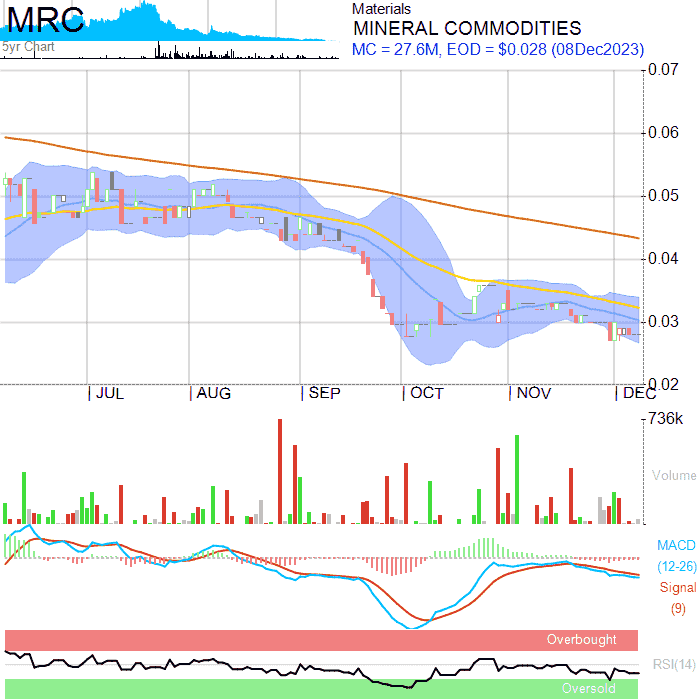 MRC
5yr Chart
Materials
MINERAL COMMODITIES
MC = 27.6M, EOD = $0.028 (08Dec2023)
0.07
0.06
0.05
0.04
0.03
0.02
JUL AUG SEP OCT NOV DEC
736k
Volume
MACD
(12-26)
Signal
(9)
Overbought
RSI(14)
Oversold